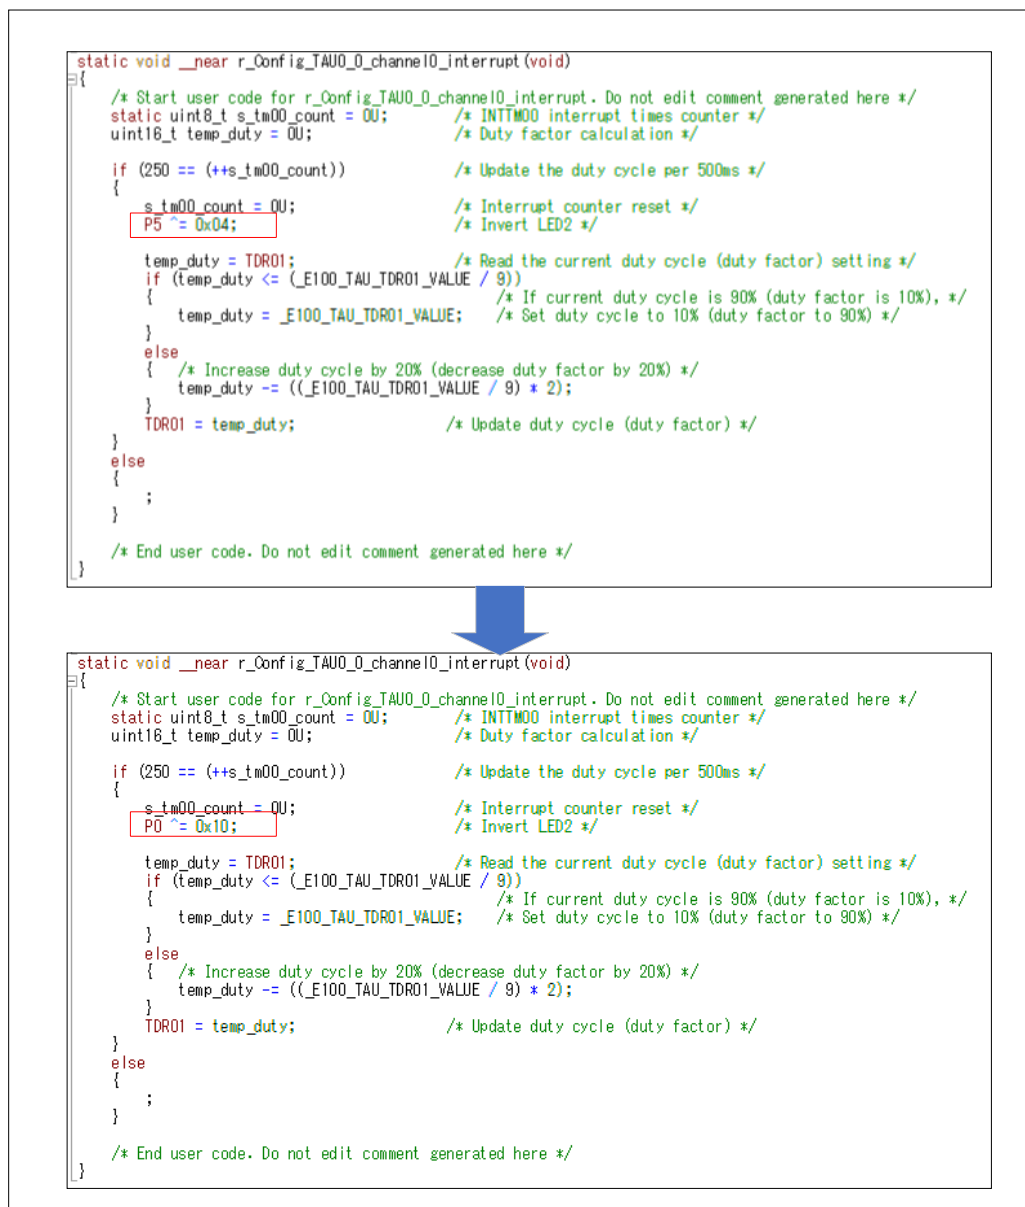 static void __near r_Config_TAU0_0_channel0_interrupt(void)
{
    /* Start user code for r_Config_TAU0_0_channel0_interrupt. Do not edit comment generated here */
    static uint8_t s_tm00_count = 0U;        /* INTTM00 interrupt times counter */
    uint16_t temp_duty = 0U;                 /* Duty factor calculation */
    if (250 == (++s_tm00_count))             /* Update the duty cycle per 500ms */
    {
        s_tm00_count = 0U;                   /* Interrupt counter reset */
        P5 ^= 0x04;                          /* Invert LED2 */
        temp_duty = TDR01;                   /* Read the current duty cycle (duty factor) setting */
        if (temp_duty <= (_E100_TAU_TDR01_VALUE / 9))
        {                                         /* If current duty cycle is 90% (duty factor is 10%), */
            temp_duty = _E100_TAU_TDR01_VALUE;    /* Set duty cycle to 10% (duty factor to 90%) */
        }
        else
        {   /* Increase duty cycle by 20% (decrease duty factor by 20%) */
            temp_duty -= ((_E100_TAU_TDR01_VALUE / 9) * 2);
        }
        TDR01 = temp_duty;                  /* Update duty cycle (duty factor) */
    }
    else
    {
        ;
    }
    /* End user code. Do not edit comment generated here */
}
static void __near r_Config_TAU0_0_channel0_interrupt(void)
{
    /* Start user code for r_Config_TAU0_0_channel0_interrupt. Do not edit comment generated here */
    static uint8_t s_tm00_count = 0U;        /* INTTM00 interrupt times counter */
    uint16_t temp_duty = 0U;                 /* Duty factor calculation */
    if (250 == (++s_tm00_count))             /* Update the duty cycle per 500ms */
    {
        s_tm00_count = 0U;                   /* Interrupt counter reset */
        P0 ^= 0x10;                          /* Invert LED2 */
        temp_duty = TDR01;                   /* Read the current duty cycle (duty factor) setting */
        if (temp_duty <= (_E100_TAU_TDR01_VALUE / 9))
        {                                         /* If current duty cycle is 90% (duty factor is 10%), */
            temp_duty = _E100_TAU_TDR01_VALUE;    /* Set duty cycle to 10% (duty factor to 90%) */
        }
        else
        {   /* Increase duty cycle by 20% (decrease duty factor by 20%) */
            temp_duty -= ((_E100_TAU_TDR01_VALUE / 9) * 2);
        }
        TDR01 = temp_duty;                  /* Update duty cycle (duty factor) */
    }
    else
    {
        ;
    }
    /* End user code. Do not edit comment generated here */
}